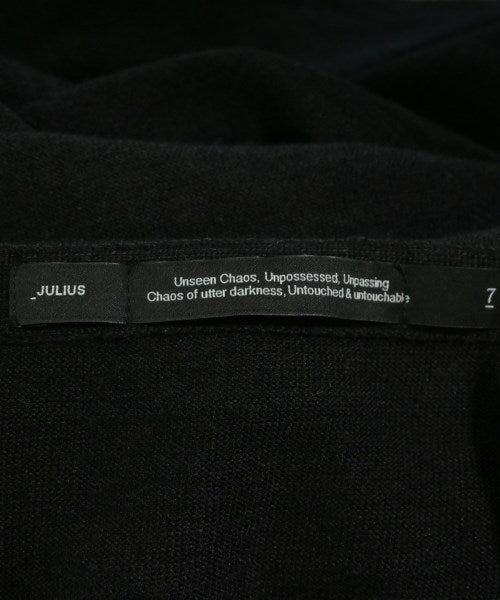 _JULIUS
Unseen Chaos, Unpossessed, Unpassing
Chaos of utter darkness, Untouched & untouchable
7